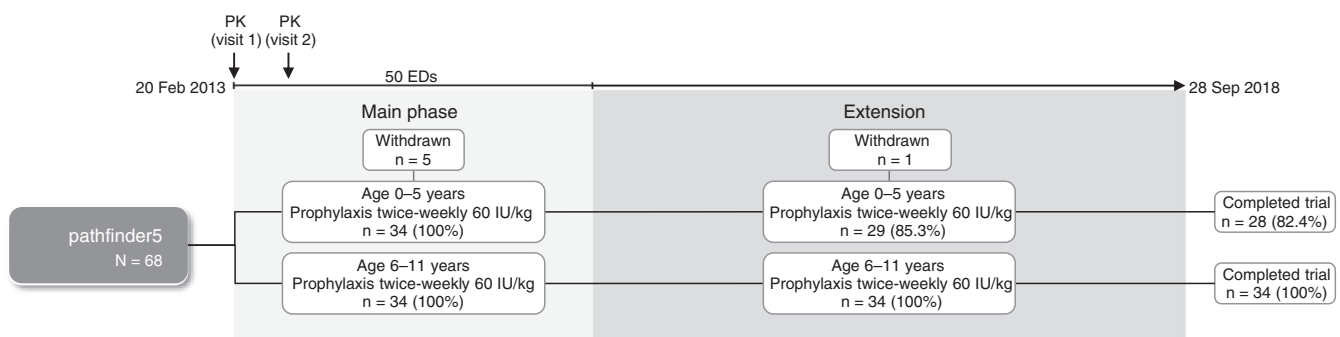 PK
(visit 1)
PK
(visit 2)
20 Feb 2013
50 EDs
28 Sep 2018
Main phase
Extension
Withdrawn
n = 5
Withdrawn
n = 1
Age 0–5 years
Prophylaxis twice-weekly 60 IU/kg
n = 34 (100%)
Age 0–5 years
Prophylaxis twice-weekly 60 IU/kg
n = 29 (85.3%)
Completed trial
n = 28 (82.4%)
pathfinder5
N = 68
Age 6–11 years
Prophylaxis twice-weekly 60 IU/kg
n = 34 (100%)
Age 6–11 years
Prophylaxis twice-weekly 60 IU/kg
n = 34 (100%)
Completed trial
n = 34 (100%)